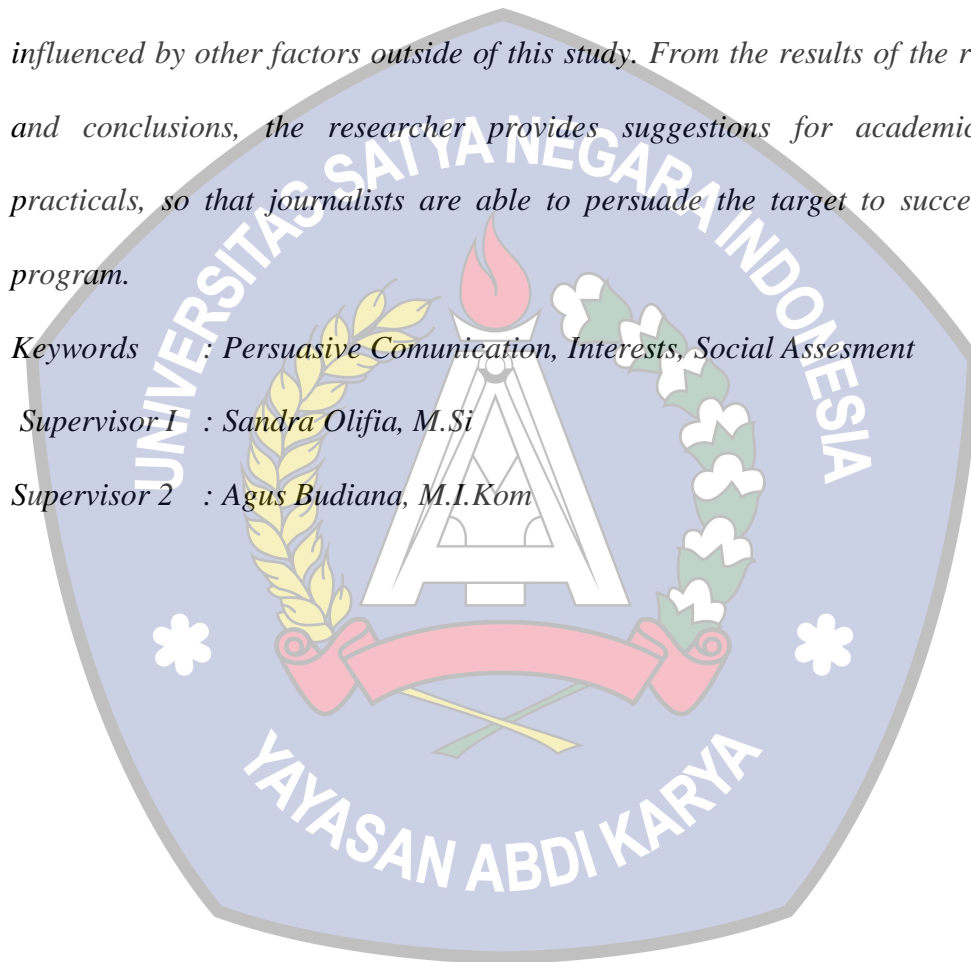 influenced by other factors outside of this study. From the results of the r
and conclusions, the researcher provides suggestions for academic
practicals, so that journalists are able to persuade the target to succe
program.
Keywords : Persuasive Comunication, Interests, Social Assesment
Supervisor I : Sandra Olifia, M.Si
Supervisor 2 : Agus Budiana, M.I.Kom
UNIVERSITAS SATYA NEGARA INDONESIA
YAYASAN ABDI KARYA